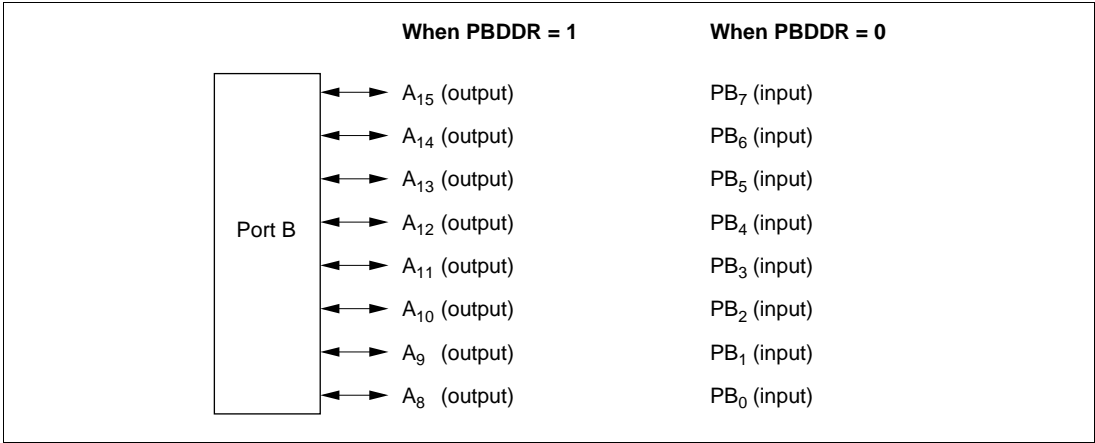 When PBDDR = 1 When PBDDR = 0
A15 (output) PB7 (input)
A14 (output) PB6 (input)
A13 (output) PB5 (input)
Port B A12 (output) PB4 (input)
A11 (output) PB3 (input)
A10 (output) PB2 (input)
A9 (output) PB1 (input)
A8 (output) PB0 (input)